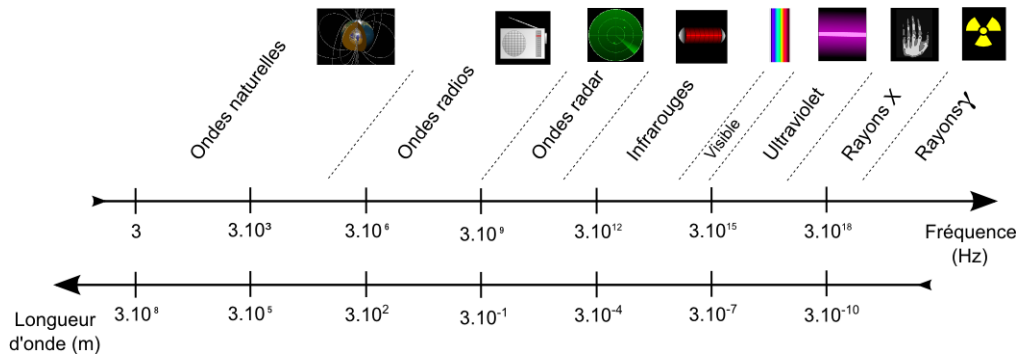 Ondes naturelles
Ondes radios
Ondes radar
Infrarouges
Visible
Ultraviolet
Rayons X
Rayons γ
3
3.10³
3.10⁶
3.10⁹
3.10¹²
3.10¹⁵
3.10¹⁸
Fréquence
(Hz)
3.10⁸
3.10⁵
3.10²
3.10⁻¹
3.10⁻⁴
3.10⁻⁷
3.10⁻¹⁰
Longueur
d'onde (m)